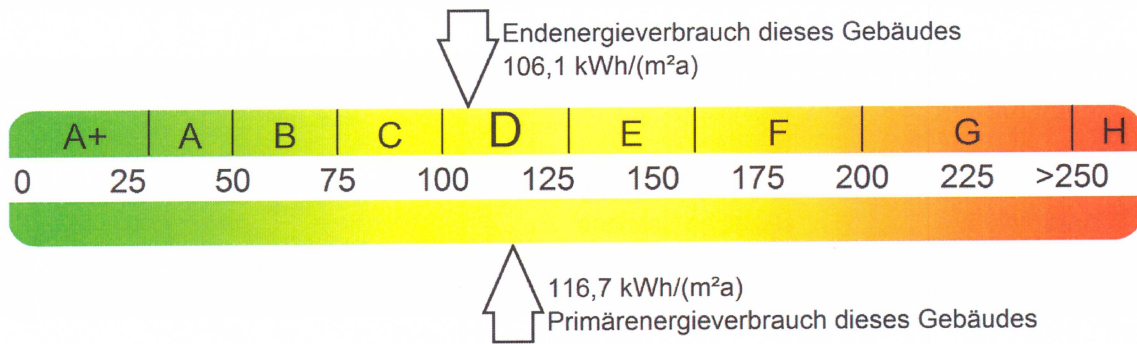 Endenergieverbrauch dieses Gebäudes
106,1 kWh/(m²a)
A+ A B C D E F G H
0 25 50 75 100 125 150 175 200 225 >250
116,7 kWh/(m²a)
Primärenergieverbrauch dieses Gebäudes